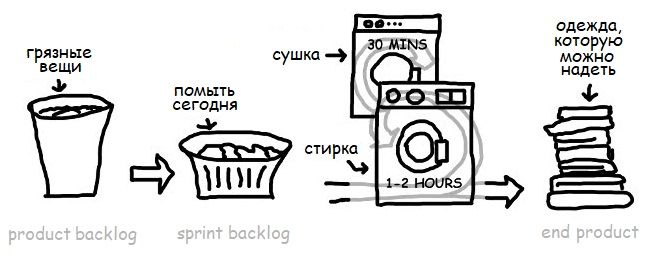 грязные
вещи
помыть
сегодня
сушка
30 MINS
стирка
1-2 HOURS
одежда,
которую
можно
надеть
product backlog
sprint backlog
end product